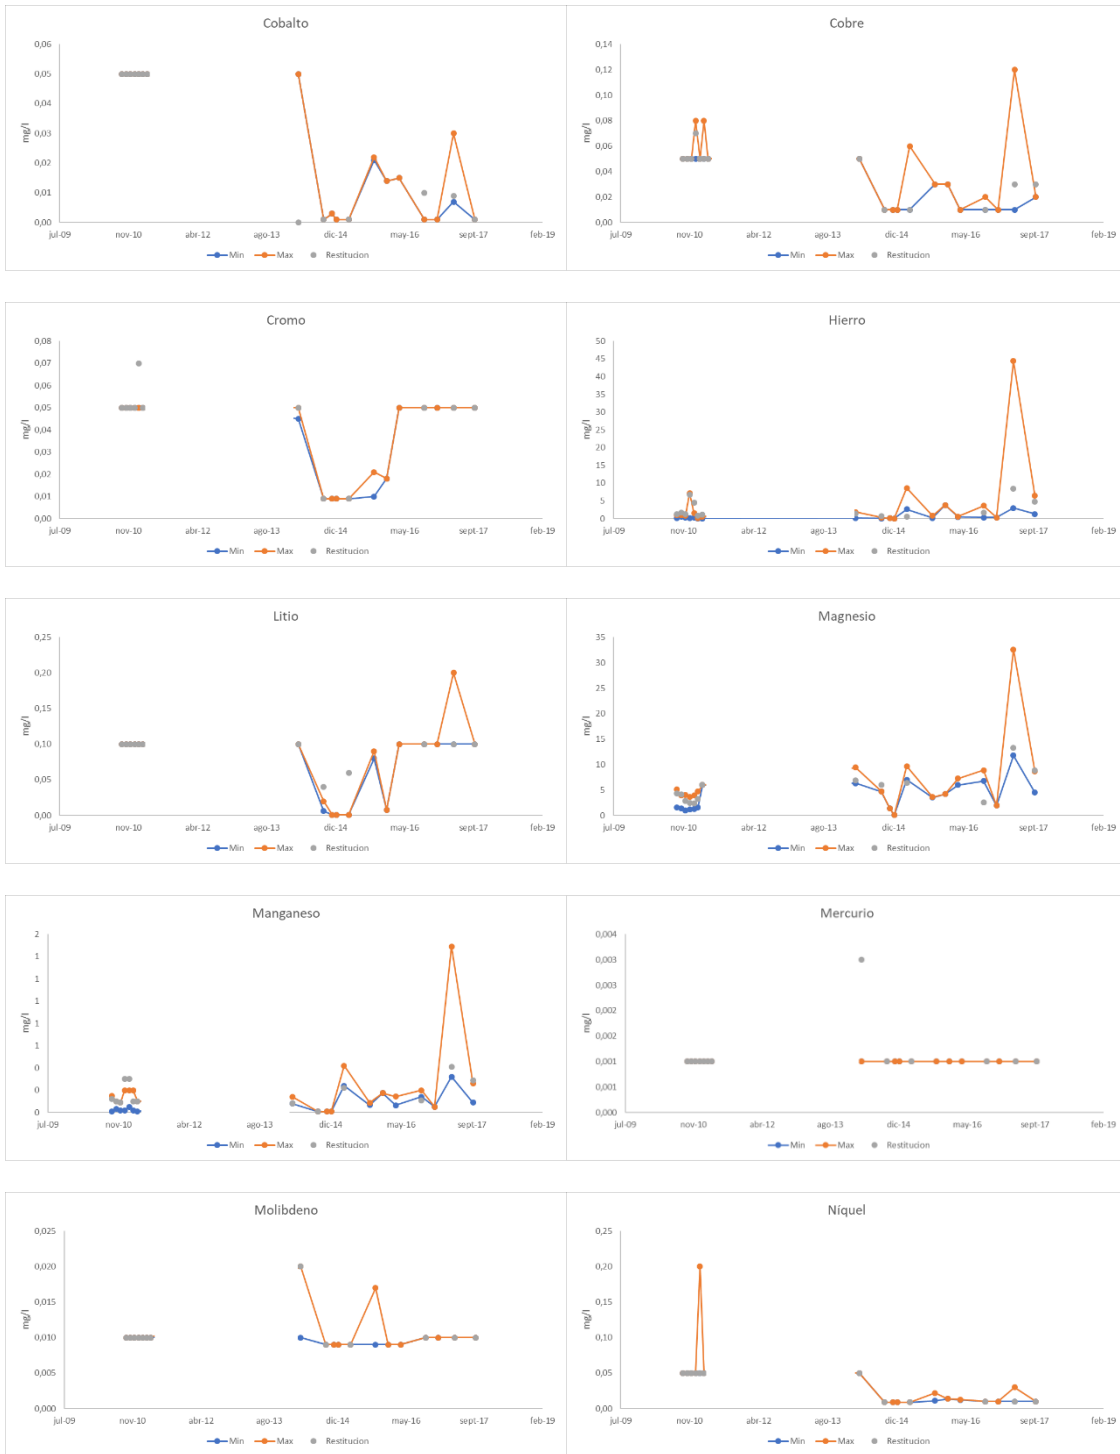 Cobalto
0,06
0,05
0,04
0,03
0,02
0,01
0,00
mg/l
jul-09 nov-10 abr-12 ago-13 dic-14 may-16 sept-17 feb-19
Min Max Restitucion
Cobre
0,14
0,12
0,10
0,08
0,06
0,04
0,02
0,00
mg/l
jul-09 nov-10 abr-12 ago-13 dic-14 may-16 sept-17 feb-19
Min Max Restitucion
Cromo
0,08
0,07
0,06
0,05
0,04
0,03
0,02
0,01
0,00
mg/l
jul-09 nov-10 abr-12 ago-13 dic-14 may-16 sept-17 feb-19
Min Max Restitucion
Hierro
50
45
40
35
30
25
20
15
10
5
0
mg/l
jul-09 nov-10 abr-12 ago-13 dic-14 may-16 sept-17 feb-19
Min Max Restitucion
Litio
0,25
0,20
0,15
0,10
0,05
0,00
mg/l
jul-09 nov-10 abr-12 ago-13 dic-14 may-16 sept-17 feb-19
Min Max Restitucion
Magnesio
35
30
25
20
15
10
5
0
mg/l
jul-09 nov-10 abr-12 ago-13 dic-14 may-16 sept-17 feb-19
Min Max Restitucion
Manganeso
2
1
1
1
1
1
0
0
0
mg/l
jul-09 nov-10 abr-12 ago-13 dic-14 may-16 sept-17 feb-19
Min Max Restitucion
Mercurio
0,004
0,003
0,003
0,002
0,002
0,001
0,001
0,000
mg/l
jul-09 nov-10 abr-12 ago-13 dic-14 may-16 sept-17 feb-19
Min Max Restitucion
Molibdeno
0,025
0,020
0,015
0,010
0,005
0,000
mg/l
jul-09 nov-10 abr-12 ago-13 dic-14 may-16 sept-17 feb-19
Min Max Restitucion
Níquel
0,25
0,20
0,15
0,10
0,05
0,00
mg/l
jul-09 nov-10 abr-12 ago-13 dic-14 may-16 sept-17 feb-19
Min Max Restitucion